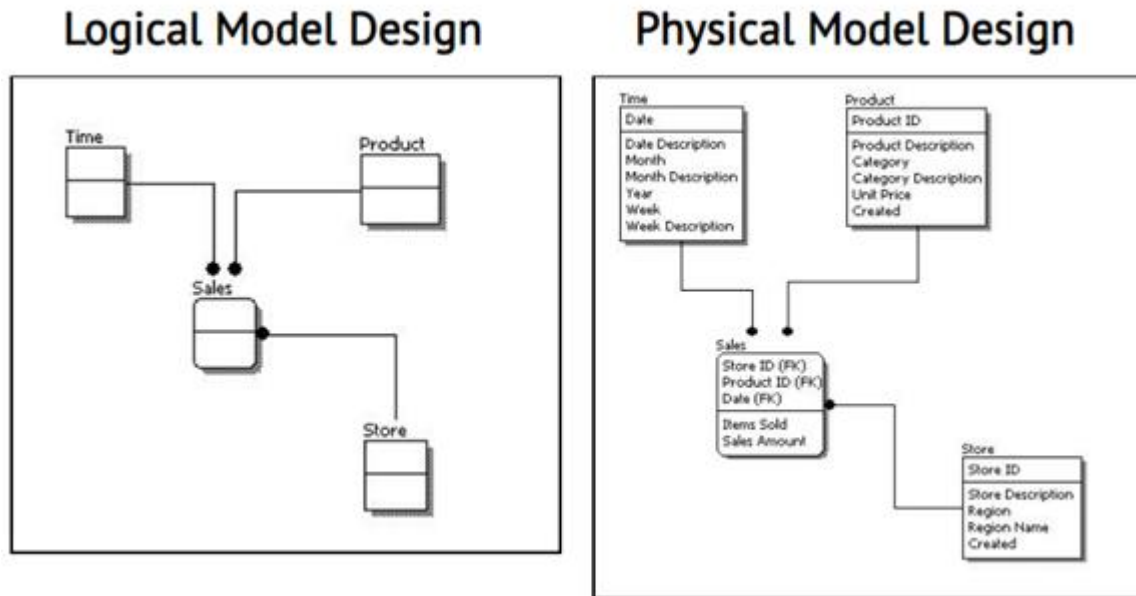 Logical Model Design
Time
Product
Sales
Store
Physical Model Design
Time
Date
Date Description
Month
Month Description
Year
Week
Week Description
Product
Product ID
Product Description
Category
Category Description
Unit Price
Created
Sales
Store ID (FK)
Product ID (FK)
Date (FK)
Items Sold
Sales Amount
Store
Store ID
Store Description
Region
Region Name
Created